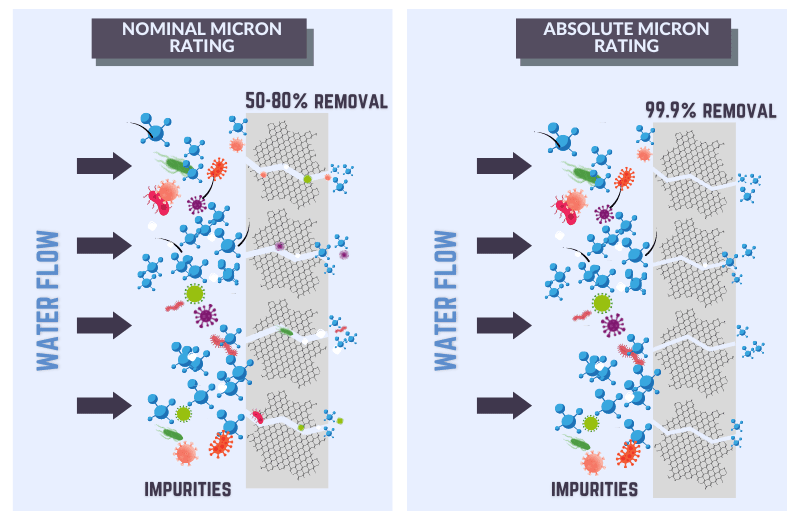 NOMINAL MICRON
RATING
50-80% REMOVAL
WATER FLOW
IMPURITIES
ABSOLUTE MICRON
RATING
99.9% REMOVAL
WATER FLOW
IMPURITIES